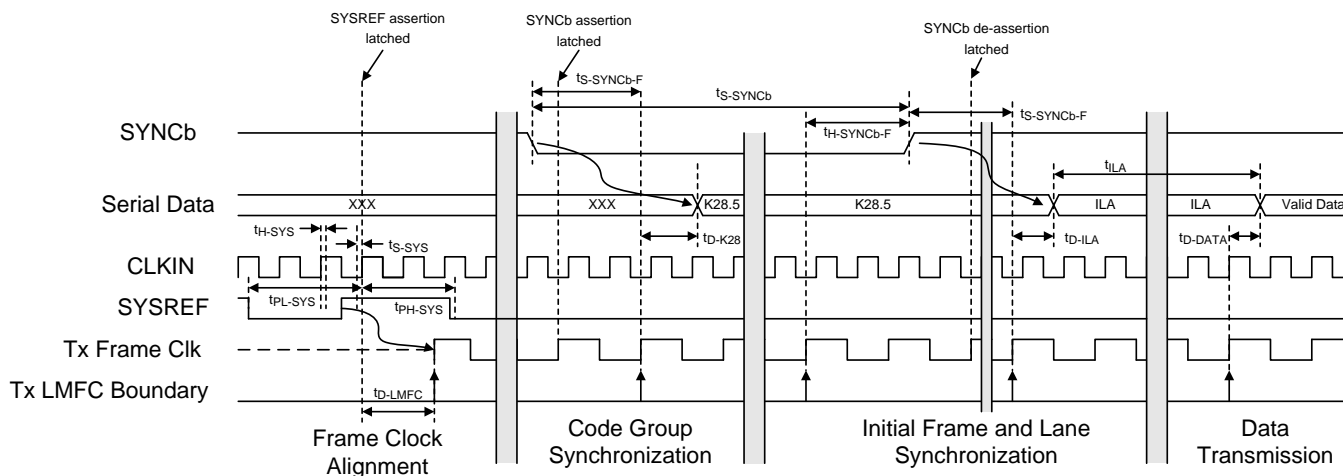 SYSREF assertion
latched
SYNCb assertion
latched
SYNCb de-assertion
latched
tS-SYNCb-F
tS-SYNCb
tS-SYNCb-F
SYNCb
tH-SYNCb-F
tILA
Serial Data
XXX
XXX
K28.5
K28.5
ILA
ILA
Valid Data
tH-SYS
tS-SYS
tD-K28
tD-ILA
tD-DATA
CLKIN
tPL-SYS
tPH-SYS
SYSREF
Tx Frame Clk
Tx LMFC Boundary
tD-LMFC
Frame Clock
Alignment
Code Group
Synchronization
Initial Frame and Lane
Synchronization
Data
Transmission